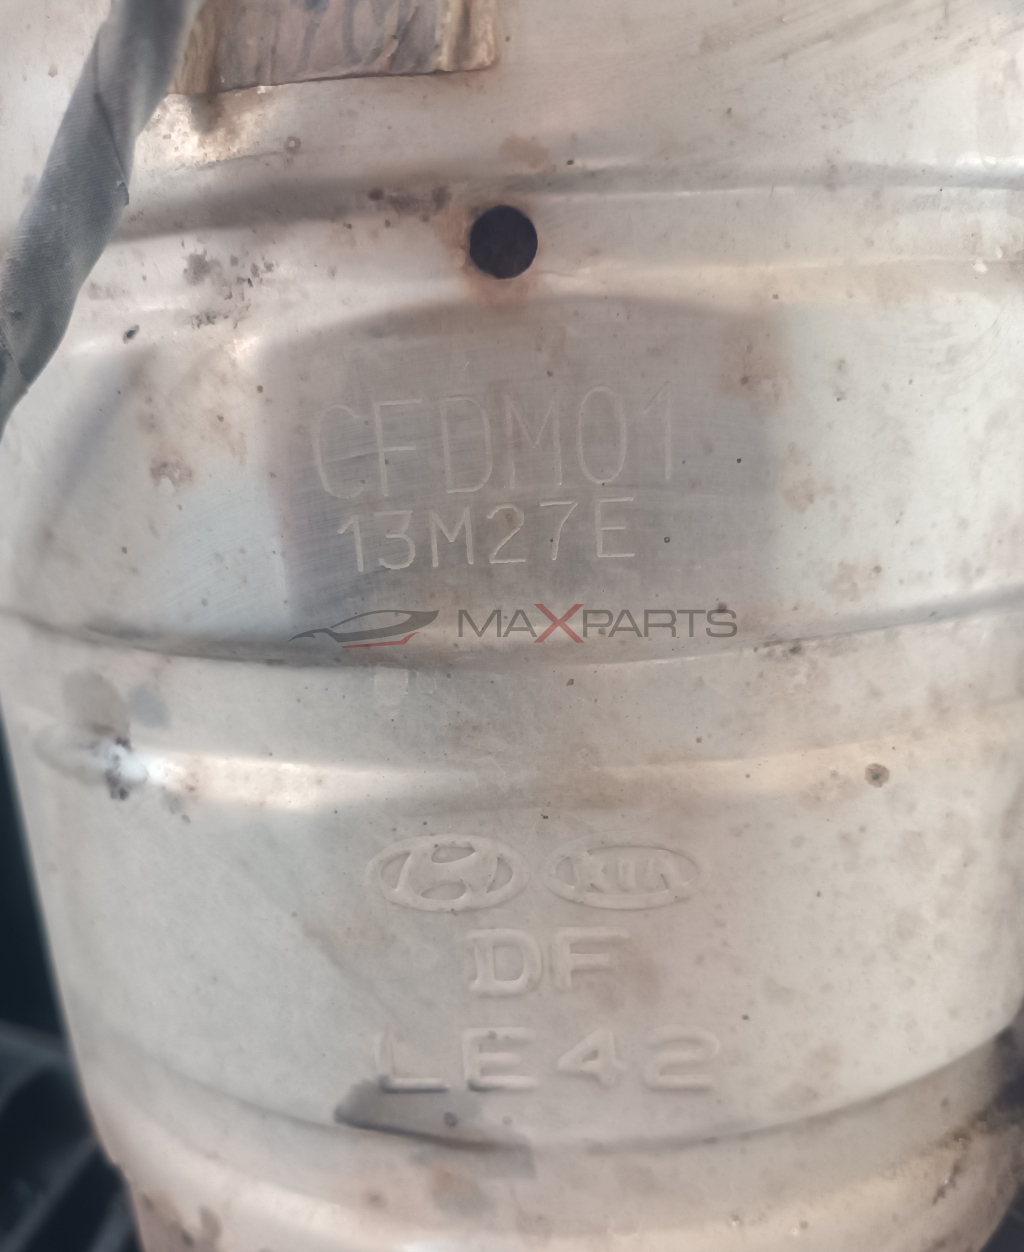 CFDM01
13M27E
MAXPARTS
KIA
DF
LE42